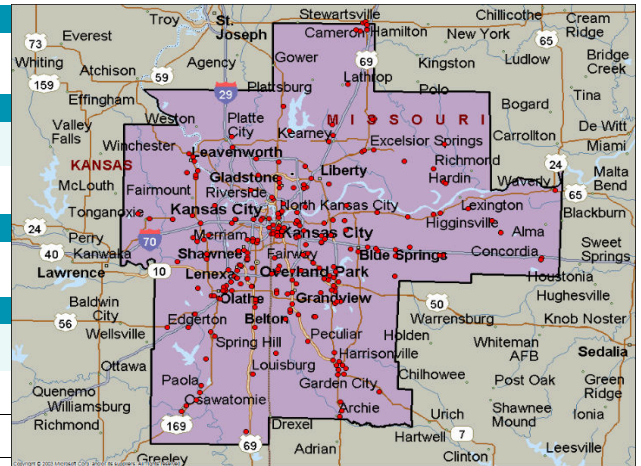 Stewartsville
Chillicothe
Troy
St. Joseph
Cameron
Hamilton
New York
65
Cream Ridge
73
Everest
Whiting
Atchison
59
Agency
Gower
69
Kingston
Ludlow
Bridge Creek
159
Plattsburg
Lathrop
Polo
Tina
Effingham
29
Bogard
Weston
Platte City
Kearney
MISSOURI
Carrollton
De Witt
Valley Falls
Winchester
Excelsior Springs
Miami
Leavenworth
Richmond
24
KANSAS
Gladstone
Liberty
Hardin
Waverly
Malta Bend
McLouth
Fairmount
Riverside
65
Tonganoxie
Kansas City
North Kansas City
Lexington
Blackburn
24
Higginsville
Alma
70
Merriam
Kansas City
Perry
40
Kanwaka
Shawnee
Fairway
Blue Springs
Concordia
Sweet Springs
Lawrence
10
Lenexa
Overland Park
Houstonia
Baldwin City
Olathe
Grandview
50
Hughesville
56
Edgerton
Belton
Warrensburg
Knob Noster
Wellsville
Peculiar
Holden
Spring Hill
Whiteman AFB
Sedalia
Ottawa
Louisburg
Harrisonville
Chilhowee
Paola
Garden City
Post Oak
Green Ridge
Quenemo
Osawatomie
Williamsburg
Archie
Urich
Shawnee Mound
Ionia
Richmond
169
Drexel
Hartwell
7
69
Adrian
Leesville
Greeley
Clinton